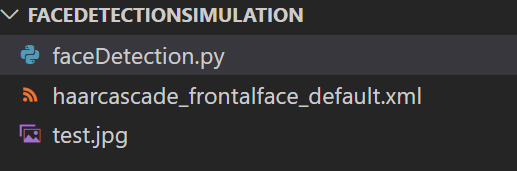 FACEDETECTIONSIMULATION
faceDetection.py
haarcascade_frontalface_default.xml
test.jpg